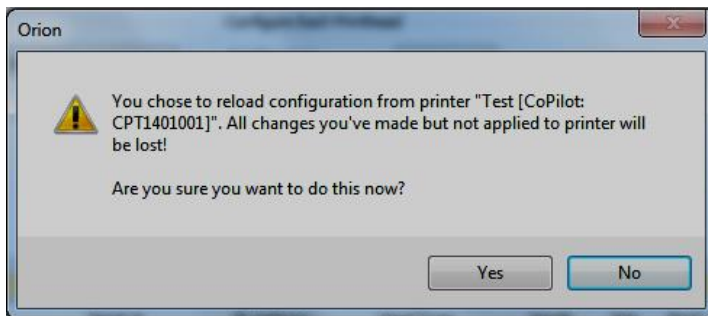 Orion
You chose to reload configuration from printer "Test [CoPilot:
CPT1401001]". All changes you've made but not applied to printer will
be lost!
Are you sure you want to do this now?
Yes
No